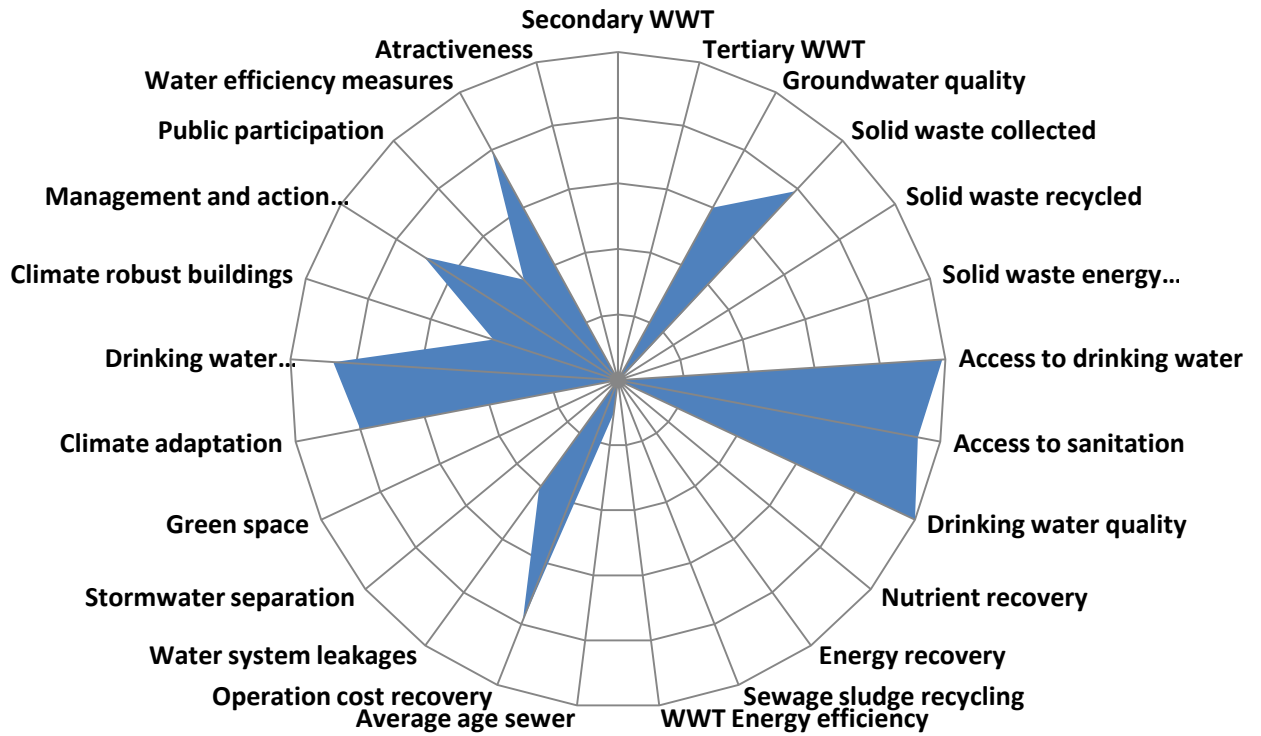 Secondary WWT
Tertiary WWT
Groundwater quality
Solid waste collected
Solid waste recycled
Solid waste energy…
Access to drinking water
Access to sanitation
Drinking water quality
Nutrient recovery
Energy recovery
Sewage sludge recycling
WWT Energy efficiency
Average age sewer
Operation cost recovery
Water system leakages
Stormwater separation
Green space
Climate adaptation
Drinking water…
Climate robust buildings
Management and action…
Public participation
Water efficiency measures
Atractiveness